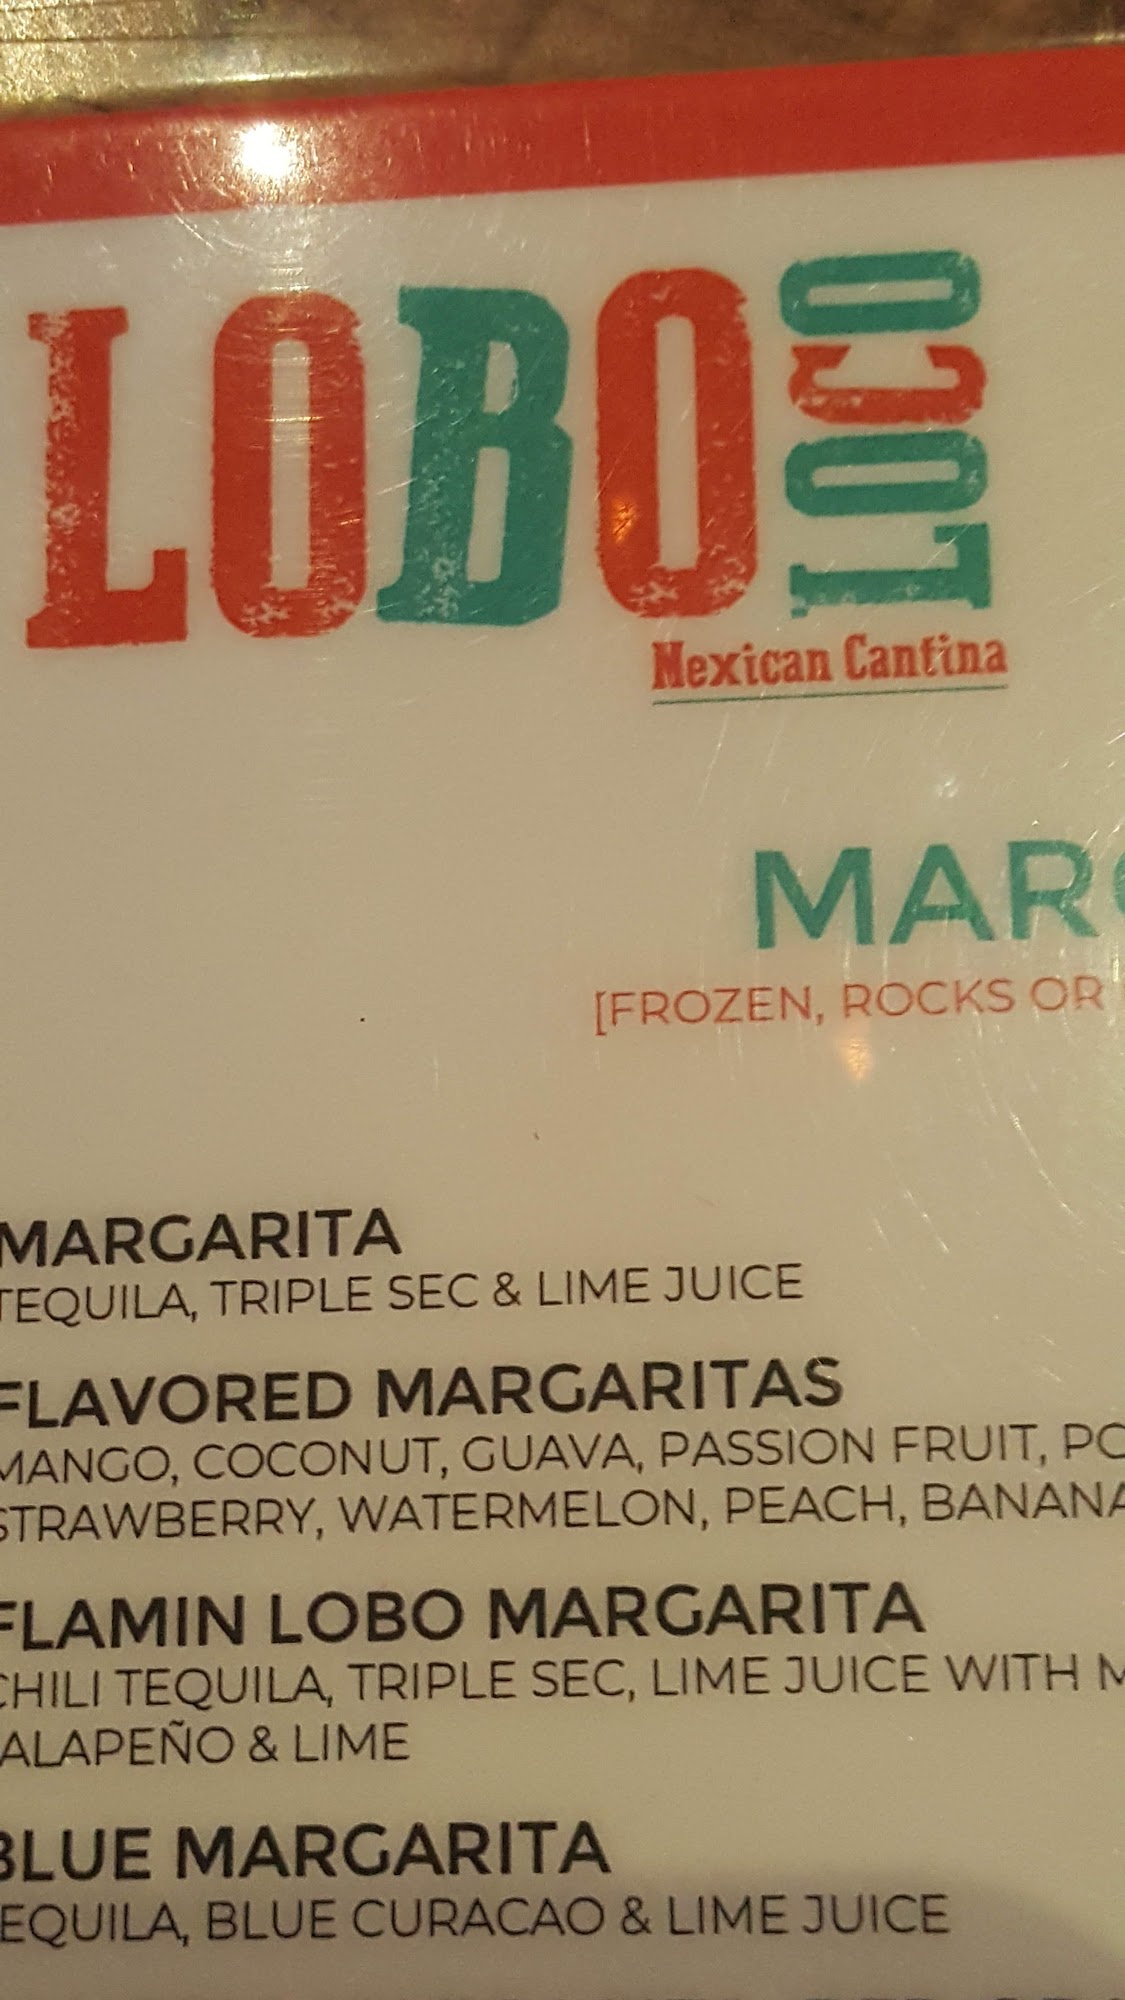 LOBO LOCO
Mexican Cantina
[FROZEN, ROCKS OR
MARGARITA
TEQUILA, TRIPLE SEC & LIME JUICE
FLAVORED MARGARITAS
MANGO, COCONUT, GUAVA, PASSION FRUIT,
STRAWBERRY, WATERMELON, PEACH, BANANA
FLAMIN LOBO MARGARITA
CHILI TEQUILA, TRIPLE SEC, LIME JUICE WITH
JALAPEÑO & LIME
BLUE MARGARITA
TEQUILA, BLUE CURACAO & LIME JUICE